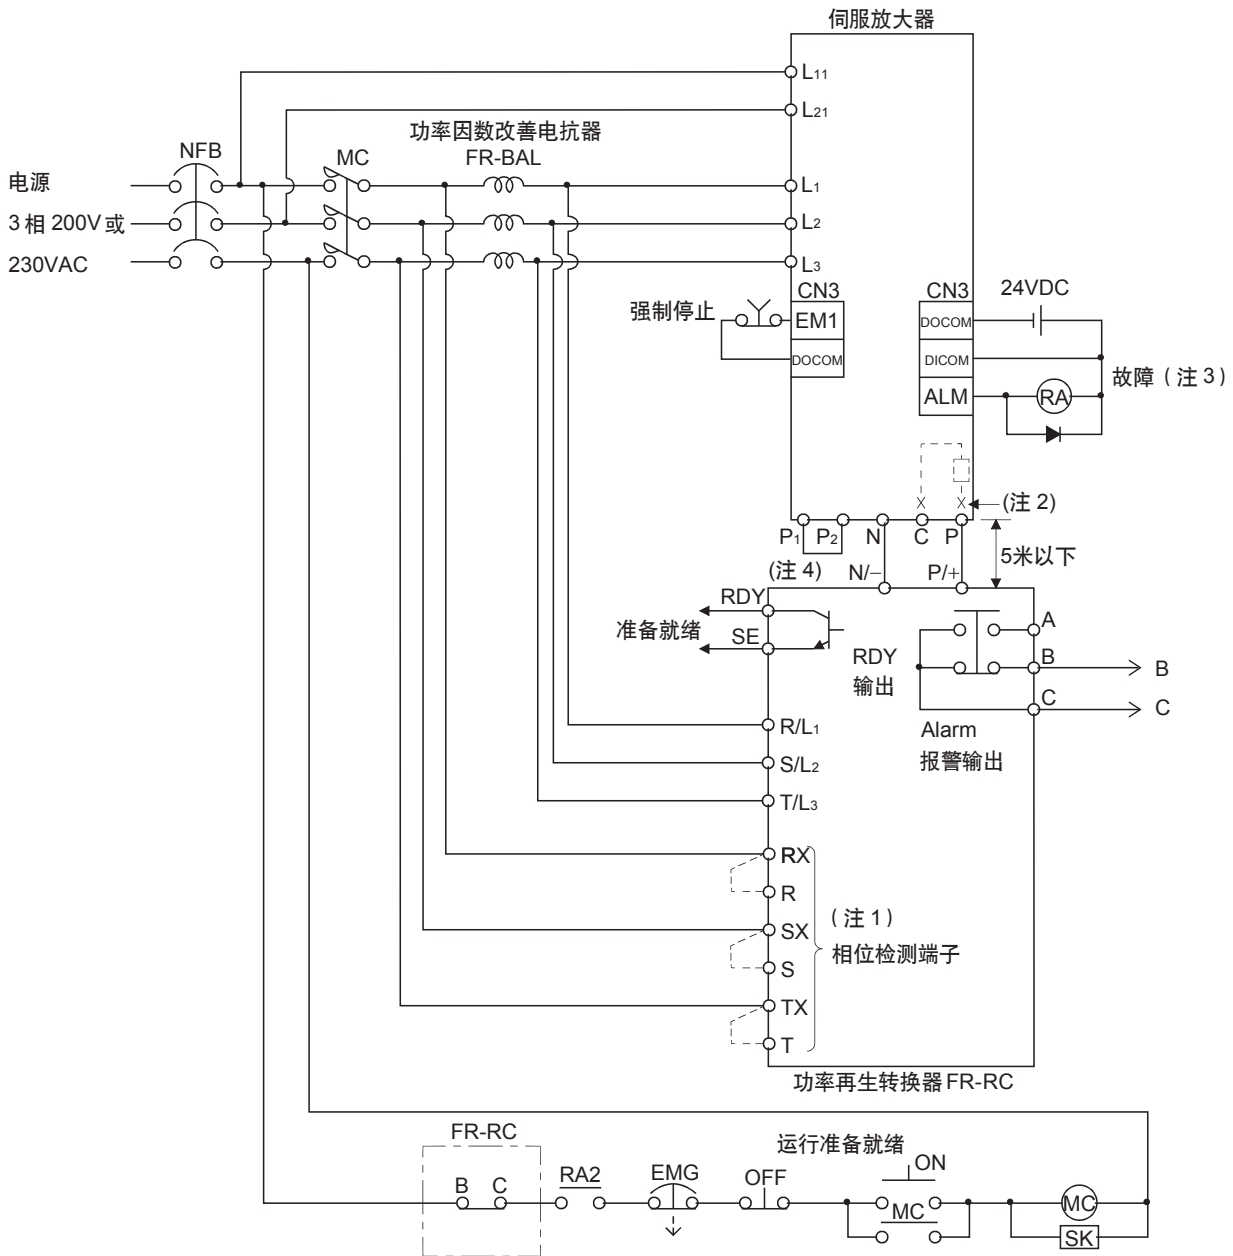 伺服放大器
L11
L21
功率因数改善电抗器
FR-BAL
NFB
MC
电源
3 相 200V 或
230VAC
L1
L2
L3
CN3
EM1
DOCOM
强制停止
CN3
DOCOM
DICOM
ALM
24VDC
RA
故障（注 3）
(注 2)
P1
P2
N
C
P
5米以下
(注 4)
N/−
P/+
RDY
SE
准备就绪
RDY
输出
A
B
C
B
C
Alarm
报警输出
R/L1
S/L2
T/L3
RX
R
SX
S
TX
T
（注 1）
相位检测端子
功率再生转换器 FR-RC
FR-RC
B
C
RA2
EMG
OFF
运行准备就绪
ON
MC
MC
SK